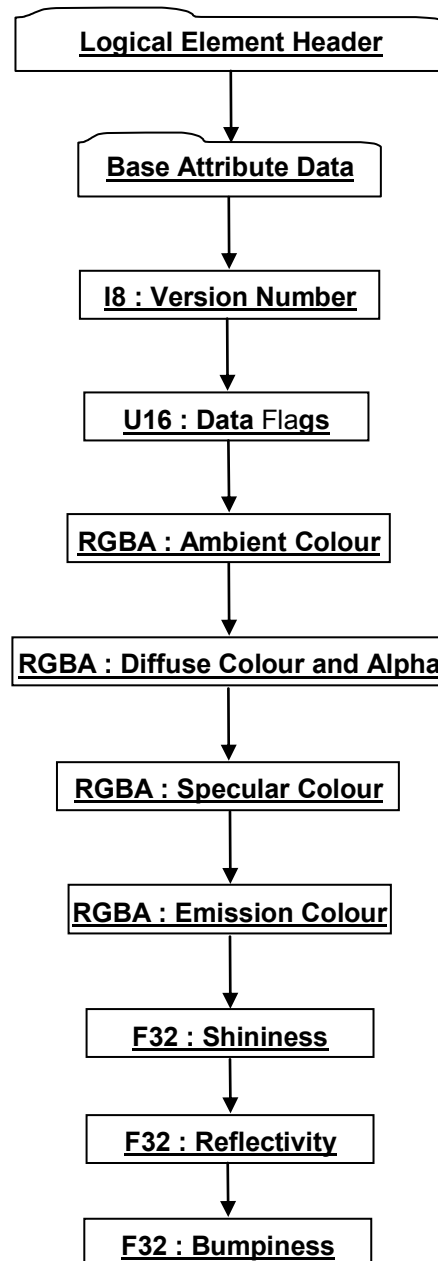 Logical Element Header
Base Attribute Data
I8 : Version Number
U16 : Data Flags
RGBA : Ambient Colour
RGBA : Diffuse Colour and Alpha
RGBA : Specular Colour
RGBA : Emission Colour
F32 : Shininess
F32 : Reflectivity
F32 : Bumpiness